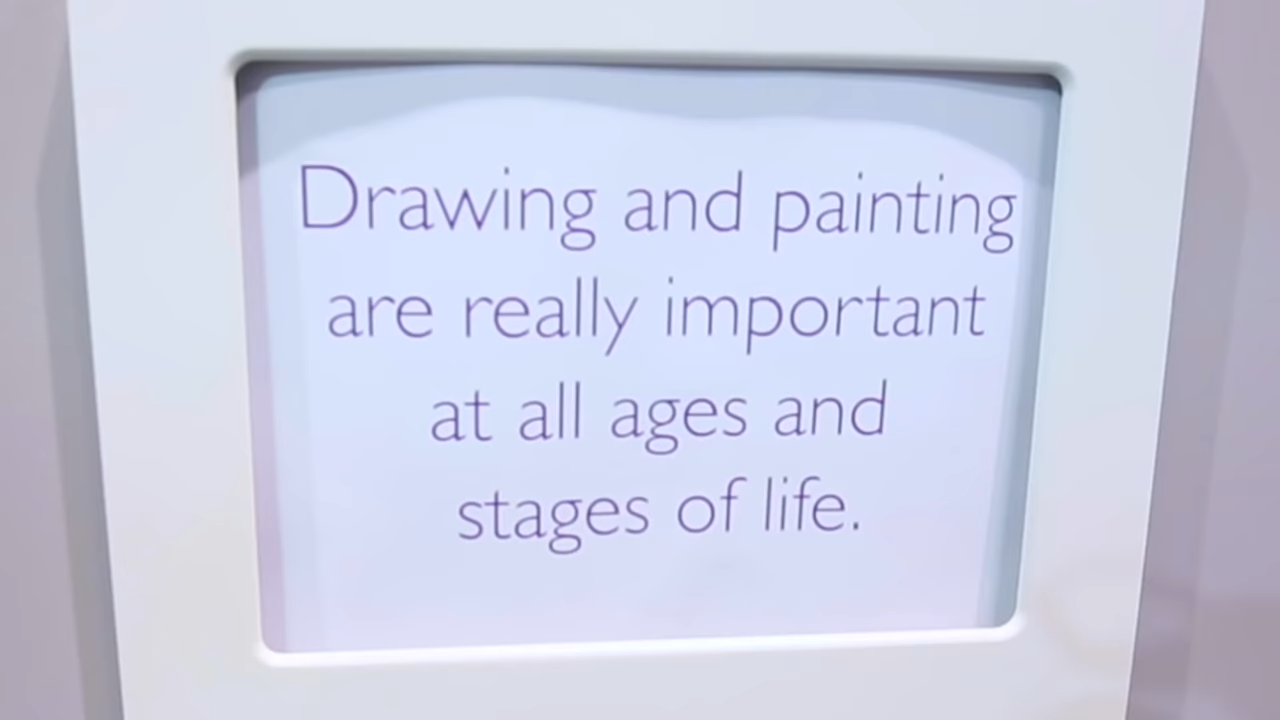 Drawing and painting
are really important
at all ages and
stages of life.